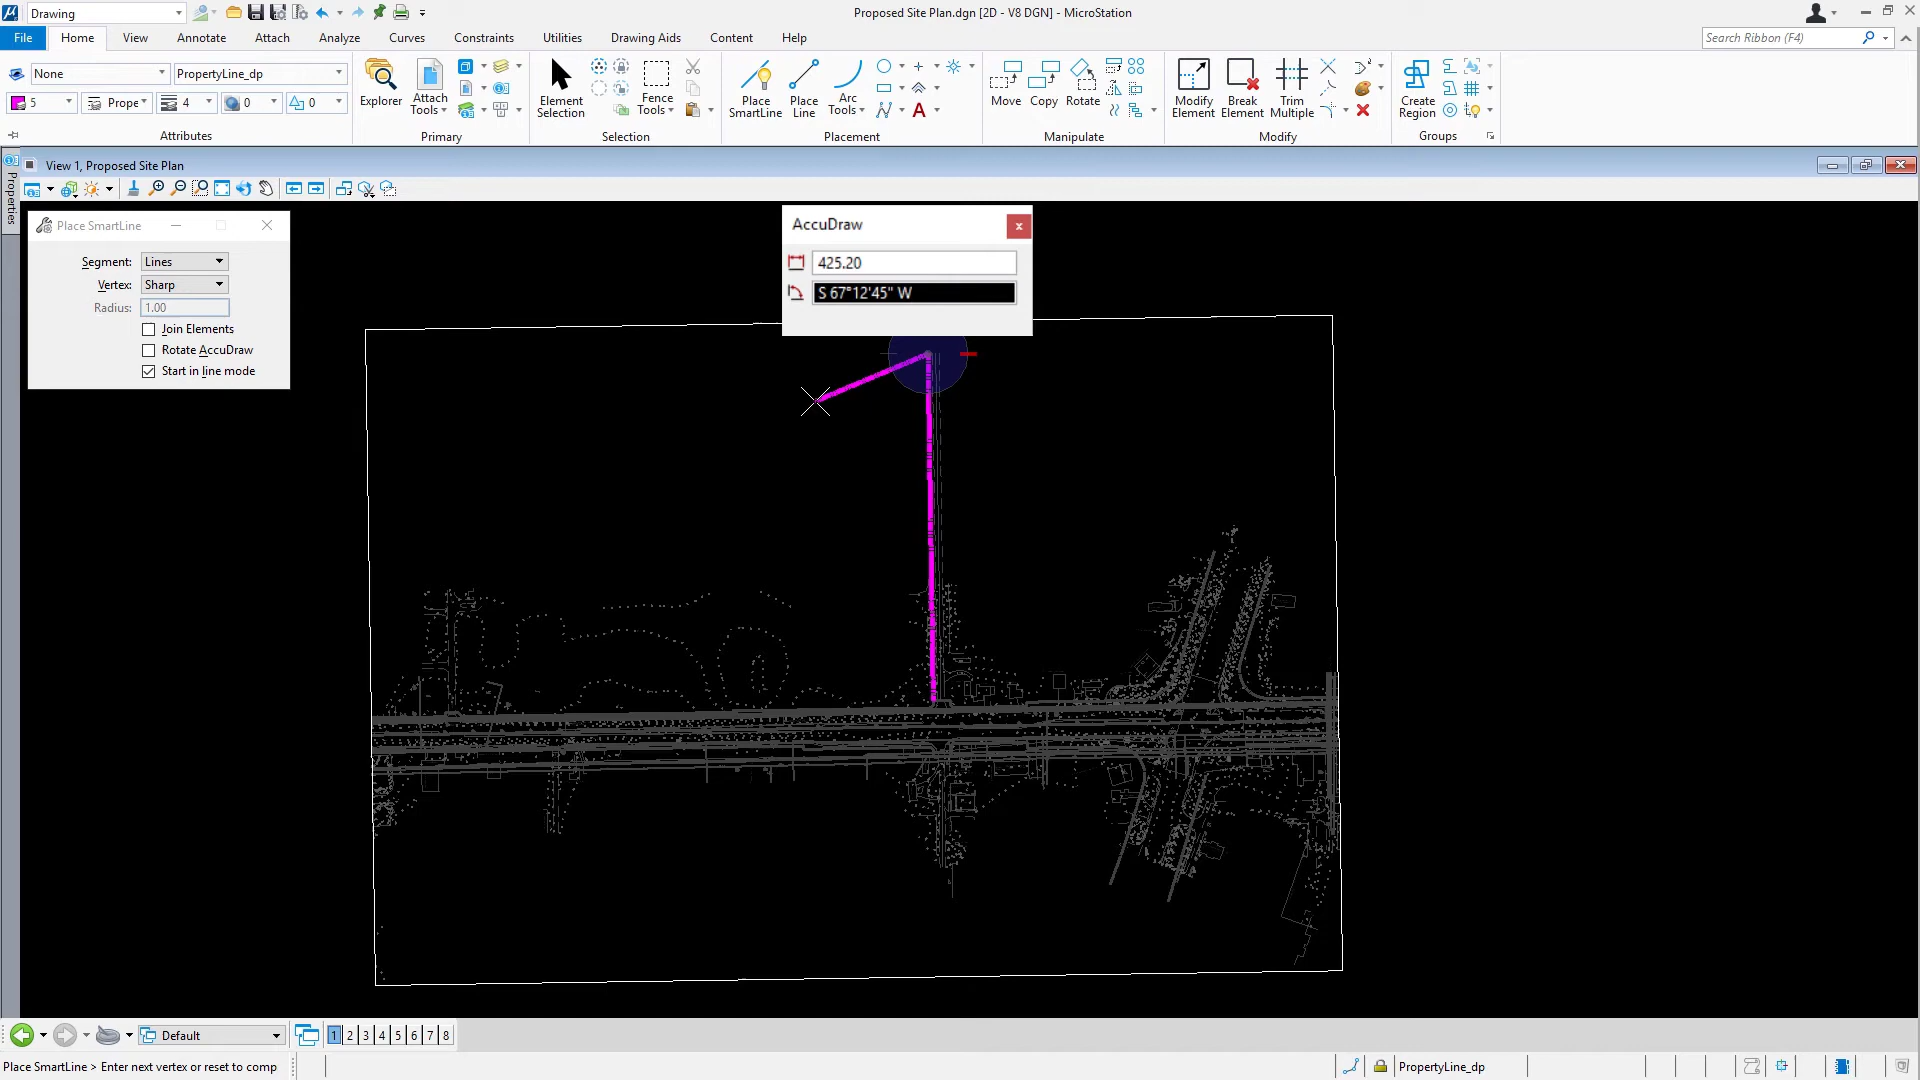 Drawing
Proposed Site Plan.dgn [2D - V8 DGN] - MicroStation
File
Home
View
Annotate
Attach
Analyze
Curves
Constraints
Utilities
Drawing Aids
Content
Help
Search Ribbon (F4)
None
PropertyLine_dp
5
Prope
4
0
0
Attributes
Explorer
Attach Tools
Primary
Element Selection
Fence Tools
Selection
Place SmartLine
Place Line
Arc Tools
A
Placement
Move
Copy
Rotate
Manipulate
Modify Element
Break Element
Trim Multiple
Modify
Create Region
Groups
View 1, Proposed Site Plan
Properties
Place SmartLine
Segment: Lines
Vertex: Sharp
Radius: 1.00
Join Elements
Rotate AccuDraw
Start in line mode
AccuDraw
425.20
S 67°12'45" W
Default
1 2 3 4 5 6 7 8
Place SmartLine > Enter next vertex or reset to comp
PropertyLine_dp